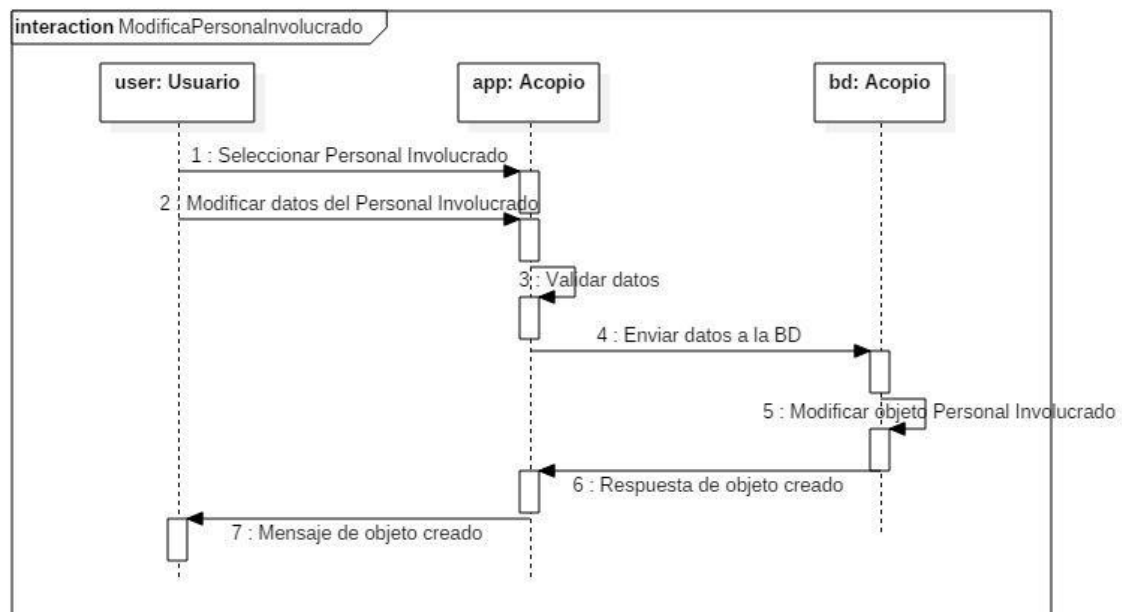 interaction ModificaPersonalInvolucrado
user: Usuario
app: Acopio
bd: Acopio
1 : Seleccionar Personal Involucrado
2 : Modificar datos del Personal Involucrado
3 : Validar datos
4 : Enviar datos a la BD
5 : Modificar objeto Personal Involucrado
6 : Respuesta de objeto creado
7 : Mensaje de objeto creado